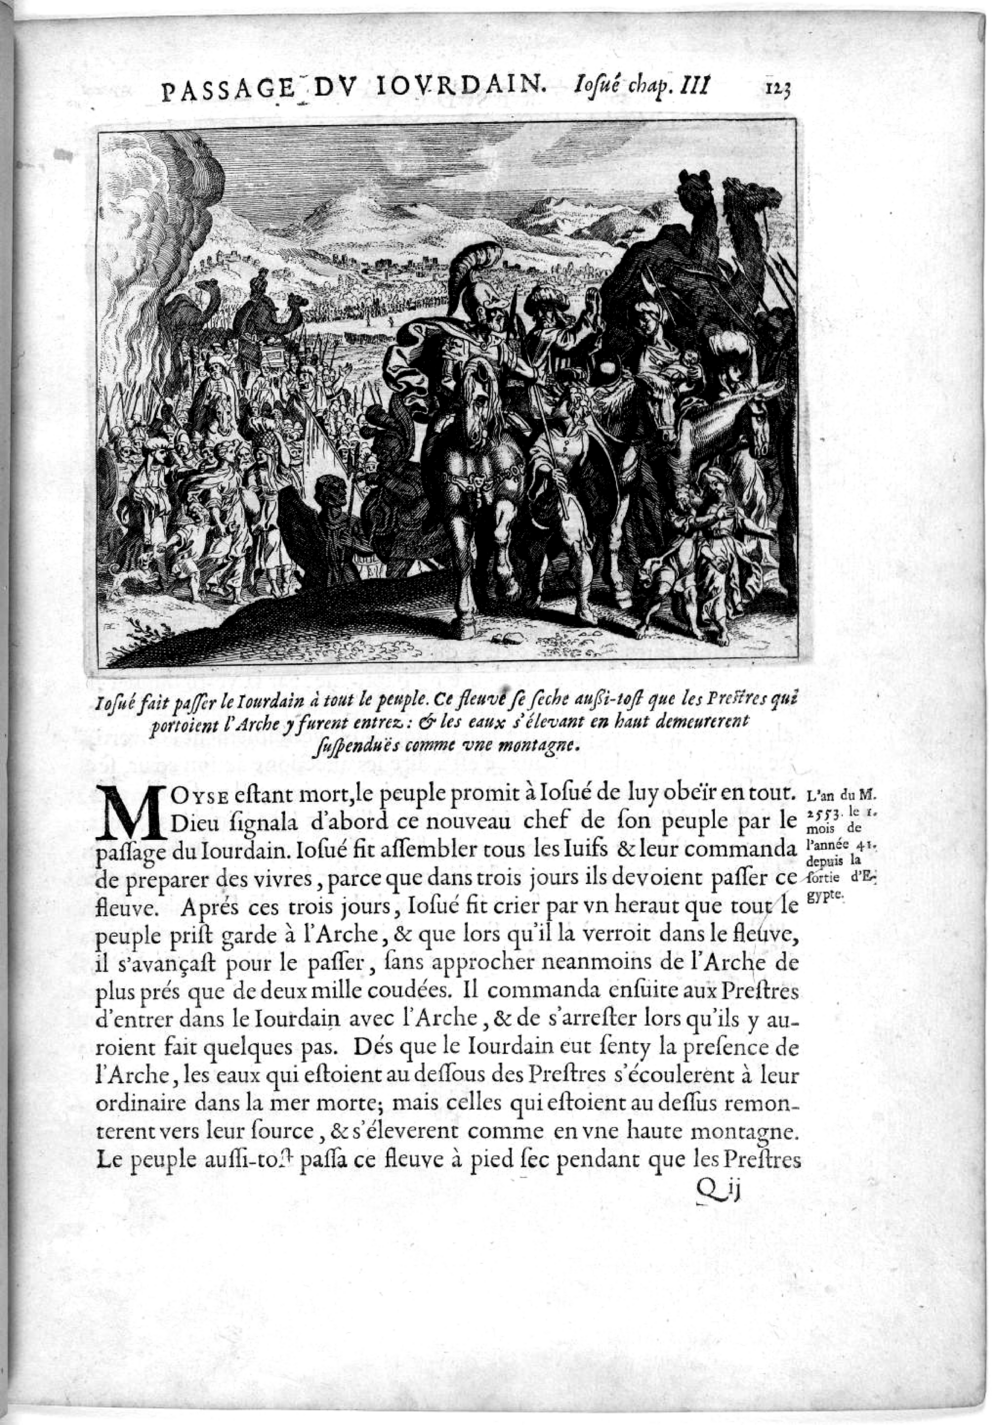 PASSAGE DV IOVRDAIN. Ioſué chap. III 123
Ioſué fait paſſer le Iourdain à tout le peuple. Ce fleuve ſe ſeche auſſi-toſt que les Preſtres qui
portoient l'Arche y furent entrez: & les eaux s'élevant en haut demeurerent
ſuſpenduës comme vne montagne.
MOYSE eſtant mort, le peuple promit à Ioſué de luy obeïr en tout.
Dieu ſignala d'abord ce nouveau chef de ſon peuple par le
paſſage du Iourdain. Ioſué fit aſſembler tous les Iuifs & leur commanda
de preparer des vivres, parce que dans trois jours ils devoient paſſer ce
fleuve. Aprés ces trois jours, Ioſué fit crier par vn heraut que tout le
peuple priſt garde à l'Arche, & que lors qu'il la verroit dans le fleuve,
il s'avançaſt pour le paſſer, ſans approcher neanmoins de l'Arche de
plus prés que de deux mille coudées. Il commanda enſuite aux Preſtres
d'entrer dans le Iourdain avec l'Arche, & de s'arreſter lors qu'ils y au-
roient fait quelques pas. Dés que le Iourdain eut ſenty la preſence de
l'Arche, les eaux qui eſtoient au deſſous des Preſtres s'écoulerent à leur
ordinaire dans la mer morte; mais celles qui eſtoient au deſſus remon-
terent vers leur ſource, & s'éleverent comme en vne haute montagne.
Le peuple auſſi-toſt paſſa ce fleuve à pied ſec pendant que les Preſtres
Q ij
L'an du M.
2553. le 1.
mois de
l'année 41.
depuis la
ſortie d'E-
gypte.